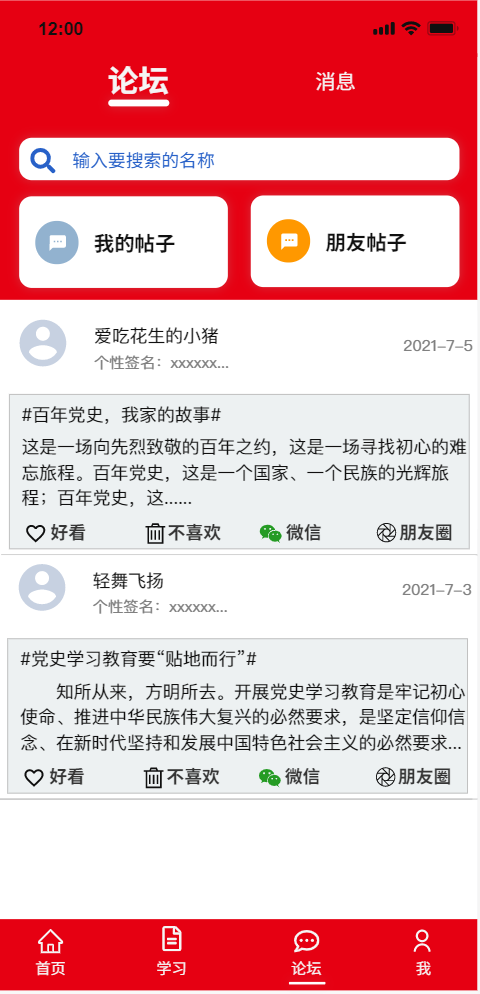 12:00
论坛
消息
输入要搜索的名称
我的帖子
朋友帖子
爱吃花生的小猪
2021-7-5
个性签名：xxxxxx...
#百年党史，我家的故事#
这是一场向先烈致敬的百年之约，这是一场寻找初心的难
忘旅程。百年党史，这是一个国家、一个民族的光辉旅
程；百年党史，这......
好看 不喜欢 微信 朋友圈
轻舞飞扬
2021-7-3
个性签名：xxxxxx...
#党史学习教育要“贴地而行”#
知所从来，方明所去。开展党史学习教育是牢记初心
使命、推进中华民族伟大复兴的必然要求，是坚定信仰信
念、在新时代坚持和发展中国特色社会主义的必然要求...
好看 不喜欢 微信 朋友圈
首页 学习 论坛 我